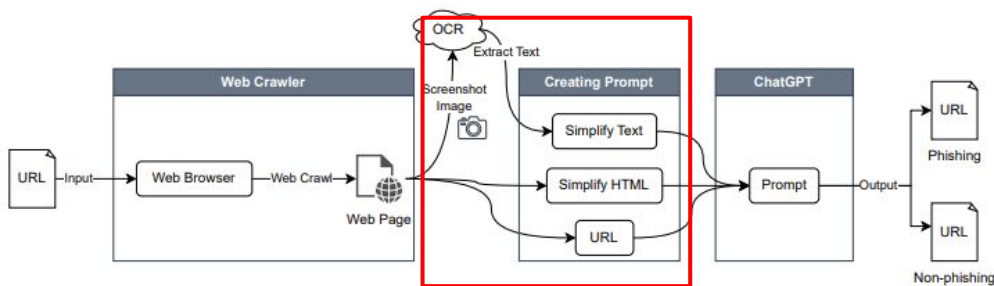 OCR
Extract Text
Web Crawler
Creating Prompt
ChatGPT
Screenshot
Image
URL
Input
Web Browser
Web Crawl
Web Page
Simplify Text
Simplify HTML
URL
Prompt
Output
URL
Phishing
URL
Non-phishing